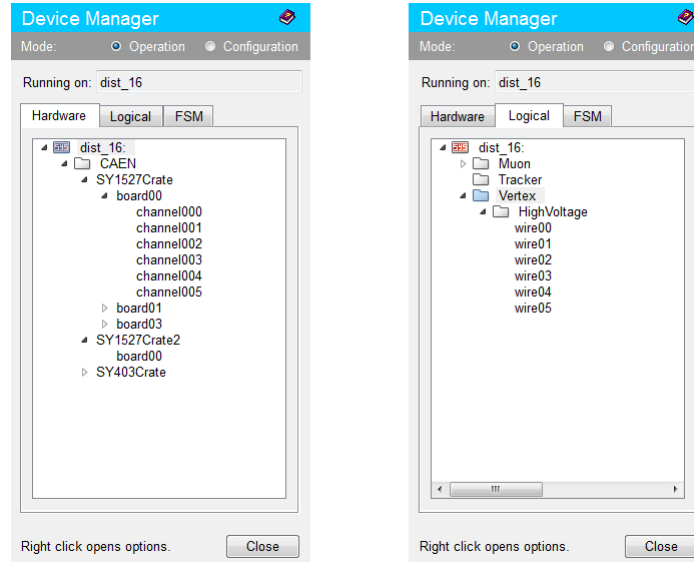 Device Manager
Mode: Operation Configuration
Running on: dist_16
Hardware Logical FSM
dist_16:
CAEN
SY1527Crate
board00
channel000
channel001
channel002
channel003
channel004
channel005
board01
board03
SY1527Crate2
board00
SY403Crate
Right click opens options. Close
Device Manager
Mode: Operation Configuration
Running on: dist_16
Hardware Logical FSM
dist_16:
Muon
Tracker
Vertex
HighVoltage
wire00
wire01
wire02
wire03
wire04
wire05
Right click opens options. Close